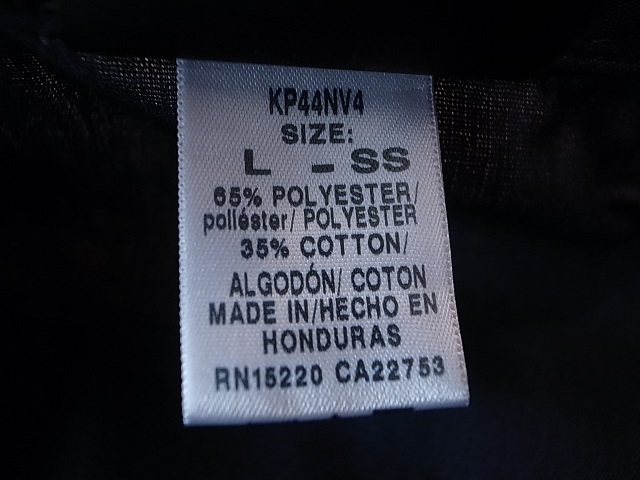 KP44NV4
SIZE:
L - SS
65% POLYESTER/
poliéster/ POLYESTER
35% COTTON/
ALGODÓN/ COTON
MADE IN/HECHO EN
HONDURAS
RN15220 CA22753